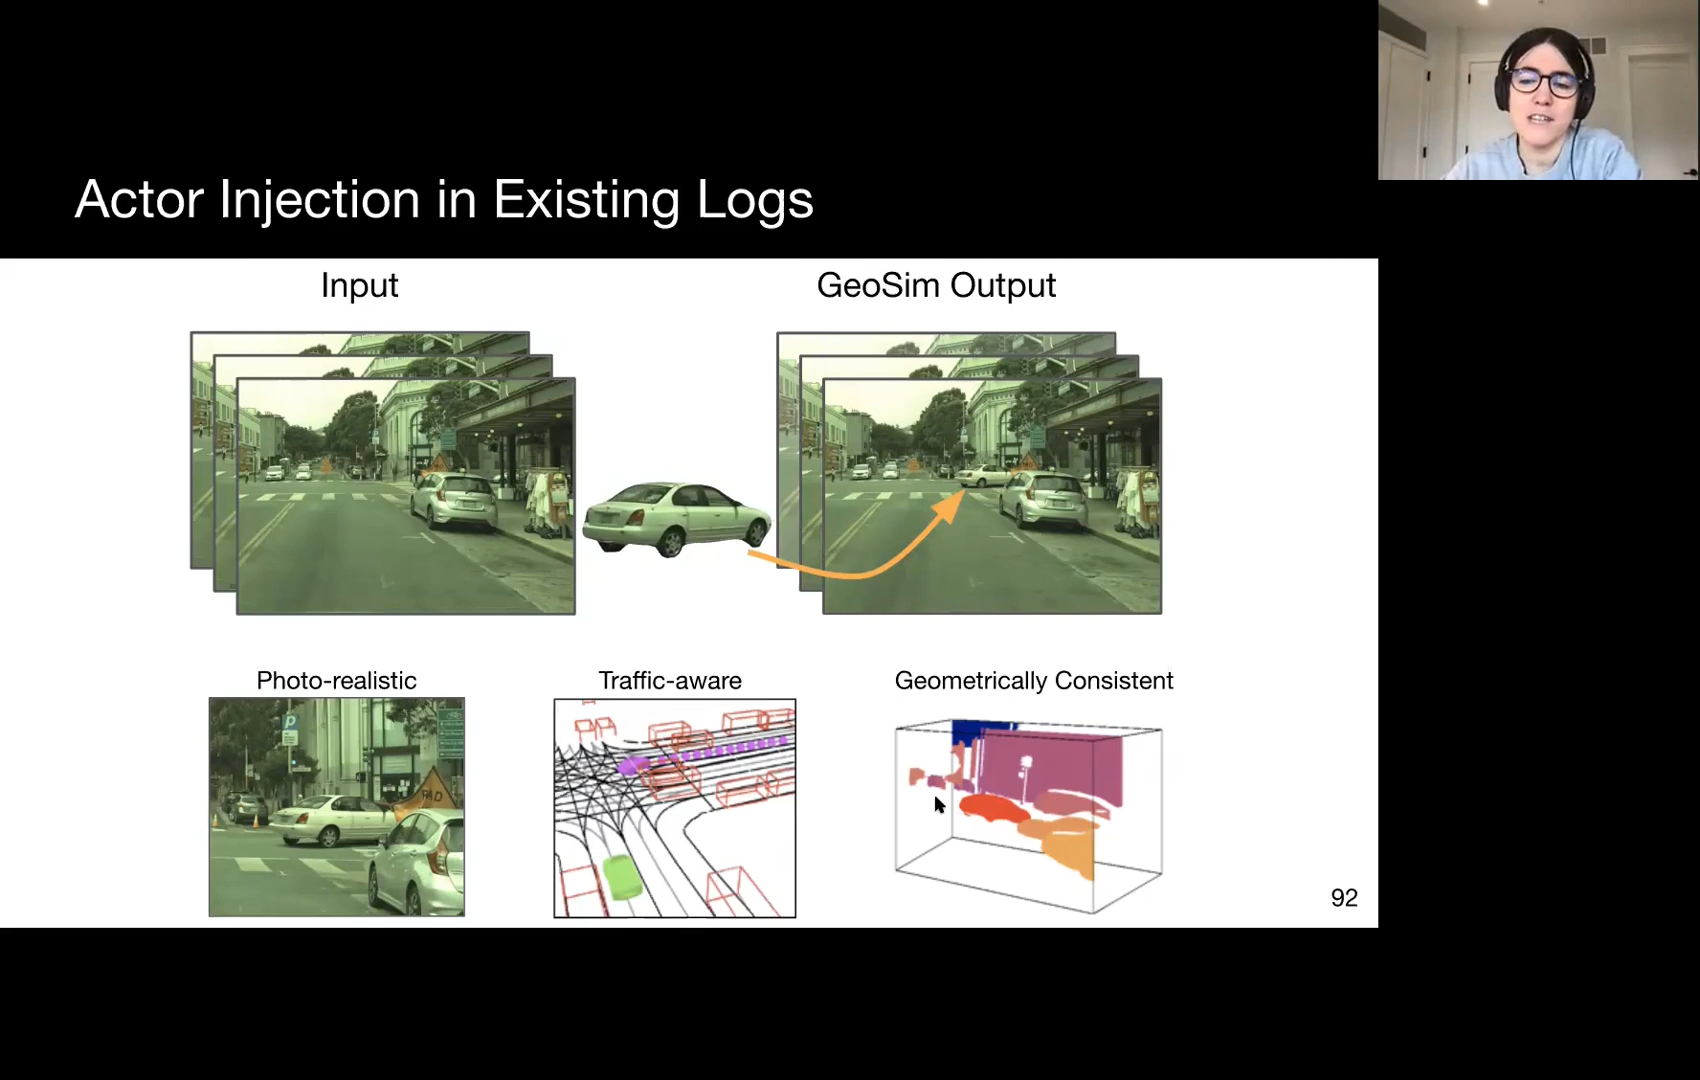 Actor Injection in Existing Logs
Input
GeoSim Output
Photo-realistic
Traffic-aware
Geometrically Consistent
P
92